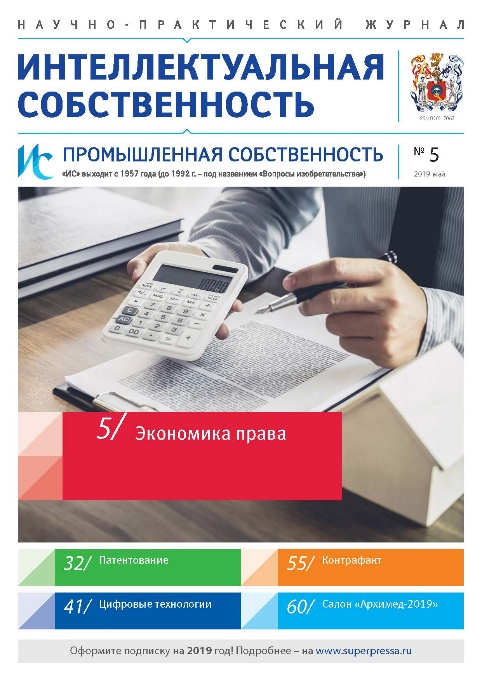 НАУЧНО-ПРАКТИЧЕСКИЙ ЖУРНАЛ
ИНТЕЛЛЕКТУАЛЬНАЯ
СОБСТВЕННОСТЬ
ИС ПРОМЫШЛЕННАЯ СОБСТВЕННОСТЬ
№ 5
«ИС» выходит с 1957 года (до 1992 г. – под названием «Вопросы изобретательства»)
2019 май
5/ Экономика права
32/ Патентование
55/ Контрафакт
41/ Цифровые технологии
60/ Салон «Архимед-2019»
Оформите подписку на 2019 год! Подробнее – на www.superpressa.ru